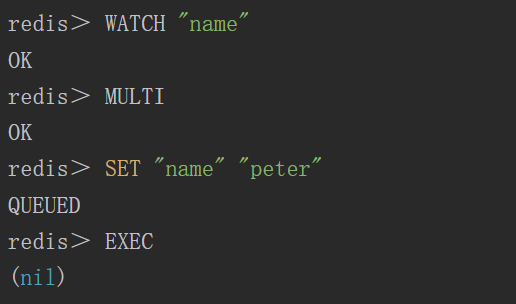 redis＞ WATCH "name"
OK
redis＞ MULTI
OK
redis＞ SET "name" "peter"
QUEUED
redis＞ EXEC
(nil)